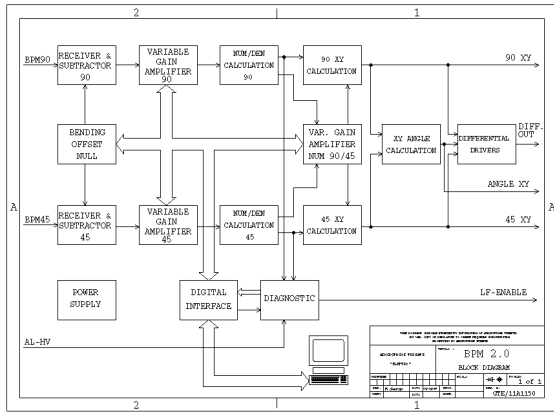 2 1
BPM90
RECEIVER &
SUBTRACTOR
90
VARIABLE
GAIN
AMPLIFIER
90
NUM/DEN
CALCULATION
90
90 XY
CALCULATION
90 XY
BENDING
OFFSET
NULL
VAR. GAIN
AMPLIFIER
NUM 90/45
XY ANGLE
CALCULATION
DIFFERENTIAL
DRIVERS
DIFF.
OUT
ANGLE XY
A A
BPM45
RECEIVER &
SUBTRACTOR
45
VARIABLE
GAIN
AMPLIFIER
45
NUM/DEN
CALCULATION
45
45 XY
CALCULATION
45 XY
POWER
SUPPLY
DIGITAL
INTERFACE
DIAGNOSTIC
LF-ENABLE
AL-HV
BPM 2.0
BLOCK DIAGRAM
1 of 1
GTE/11A1150
2 1